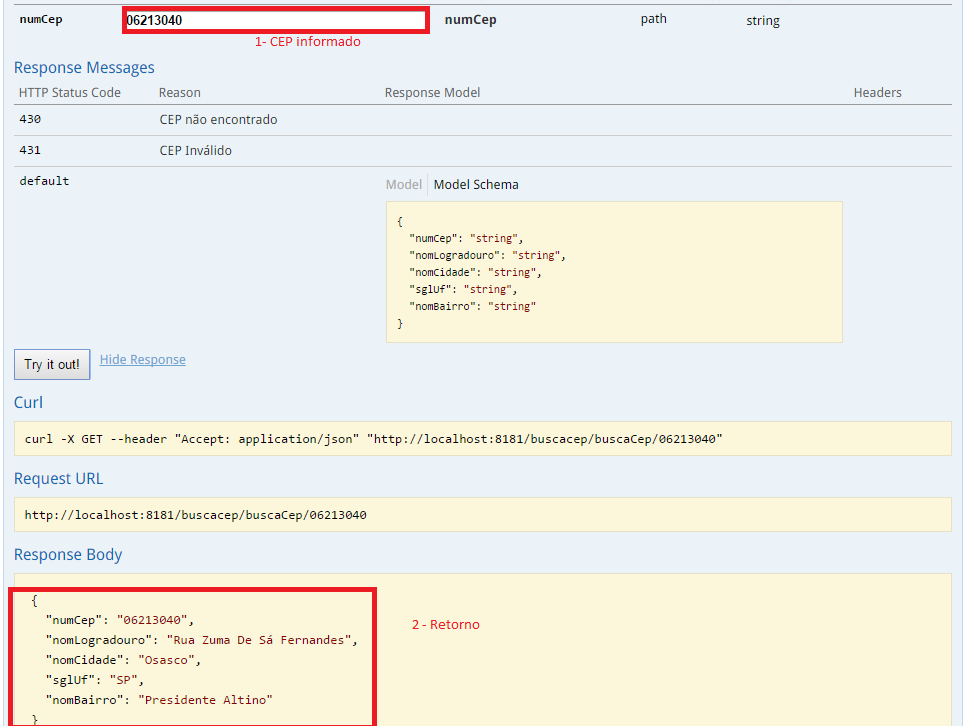 numCep 06213040 numCep path string
1- CEP informado
Response Messages
HTTP Status Code Reason Response Model Headers
430 CEP não encontrado
431 CEP Inválido
default Model Model Schema
{
"numCep": "string",
"nomLogradouro": "string",
"nomCidade": "string",
"sglUf": "string",
"nomBairro": "string"
}
Try it out! Hide Response
Curl
curl -X GET --header "Accept: application/json" "http://localhost:8181/buscacep/buscaCep/06213040"
Request URL
http://localhost:8181/buscacep/buscaCep/06213040
Response Body
{
"numCep": "06213040",
"nomLogradouro": "Rua Zuma De Sá Fernandes",
2 - Retorno
"nomCidade": "Osasco",
"sglUf": "SP",
"nomBairro": "Presidente Altino"
}